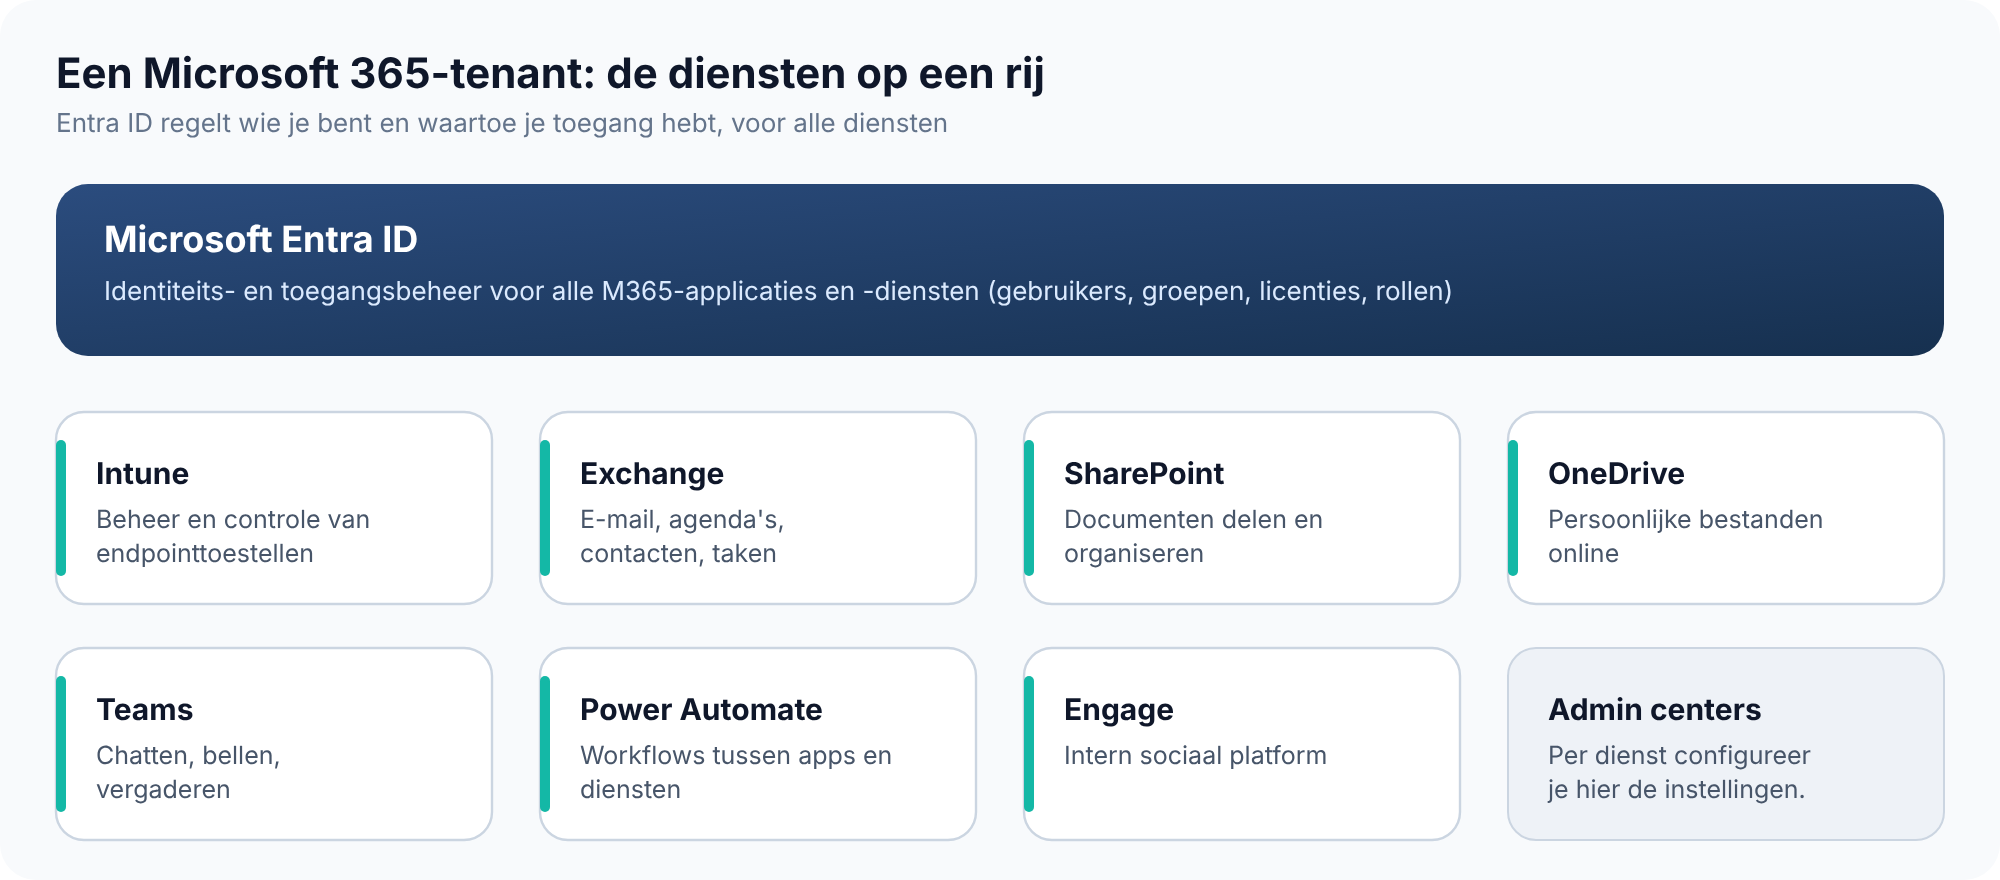 Een Microsoft 365-tenant: de diensten op een rij
Entra ID regelt wie je bent en waartoe je toegang hebt, voor alle diensten
Microsoft Entra ID
Identiteits- en toegangsbeheer voor alle M365-applicaties en -diensten (gebruikers, groepen, licenties, rollen)
Intune
Beheer en controle van
endpointtoestellen
Exchange
E-mail, agenda's,
contacten, taken
SharePoint
Documenten delen en
organiseren
OneDrive
Persoonlijke bestanden
online
Teams
Chatten, bellen,
vergaderen
Power Automate
Workflows tussen apps en
diensten
Engage
Intern sociaal platform
Admin centers
Per dienst configureer
je hier de instellingen.